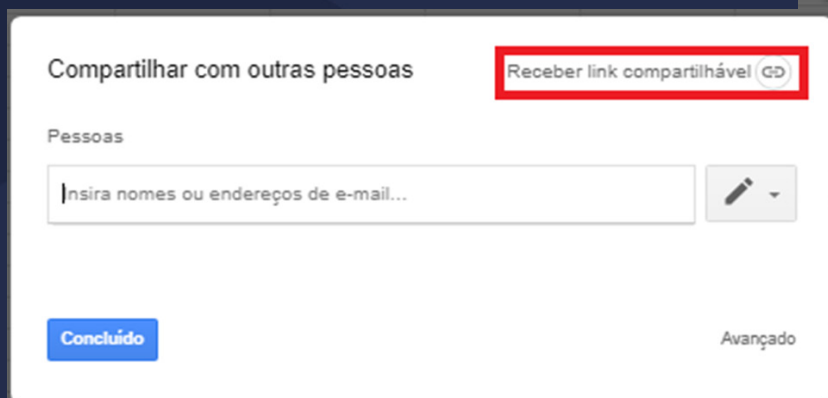 Compartilhar com outras pessoas
Receber link compartilhável
Pessoas
Insira nomes ou endereços de e-mail...
Concluído
Avançado